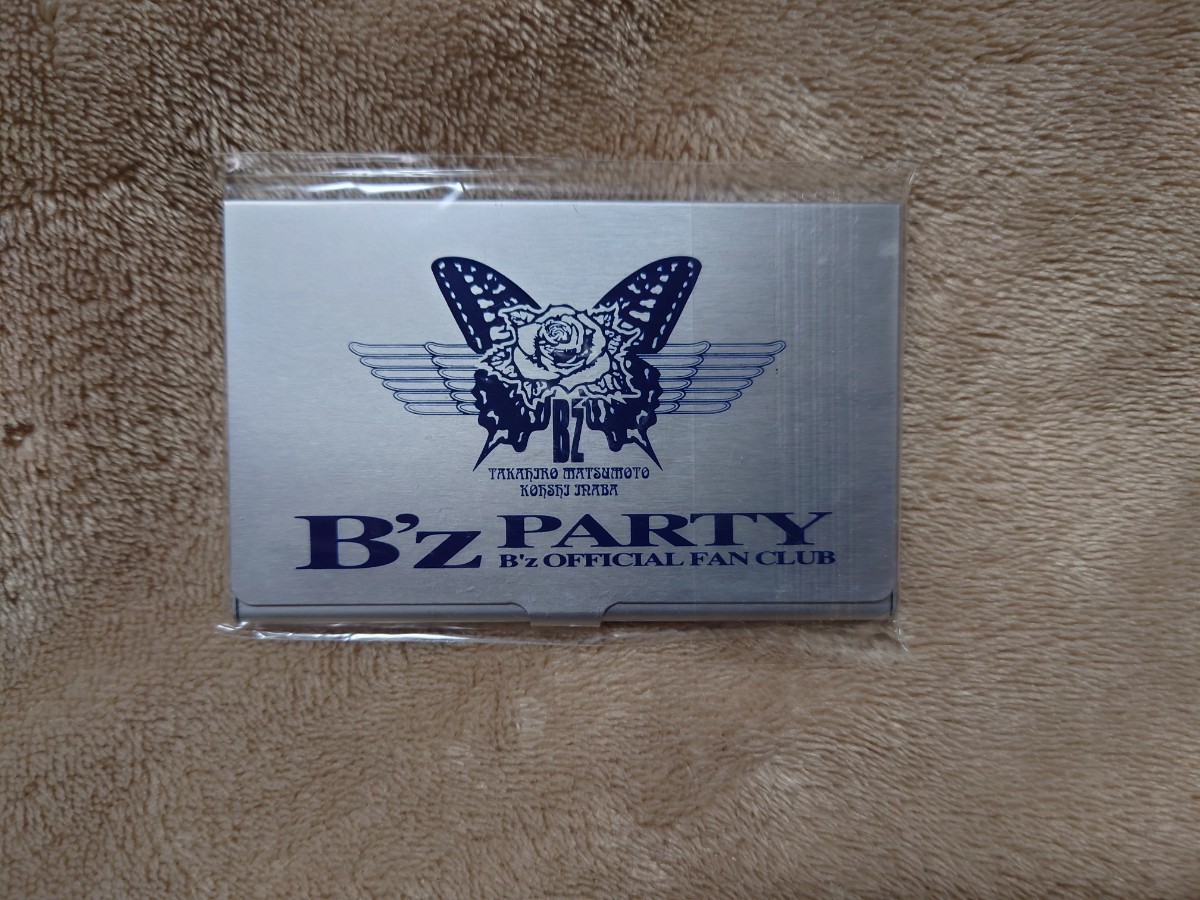 B'z
TAKAHIRO MATSUMOTO
KOHSHI INABA
B'z PARTY
B'z OFFICIAL FAN CLUB